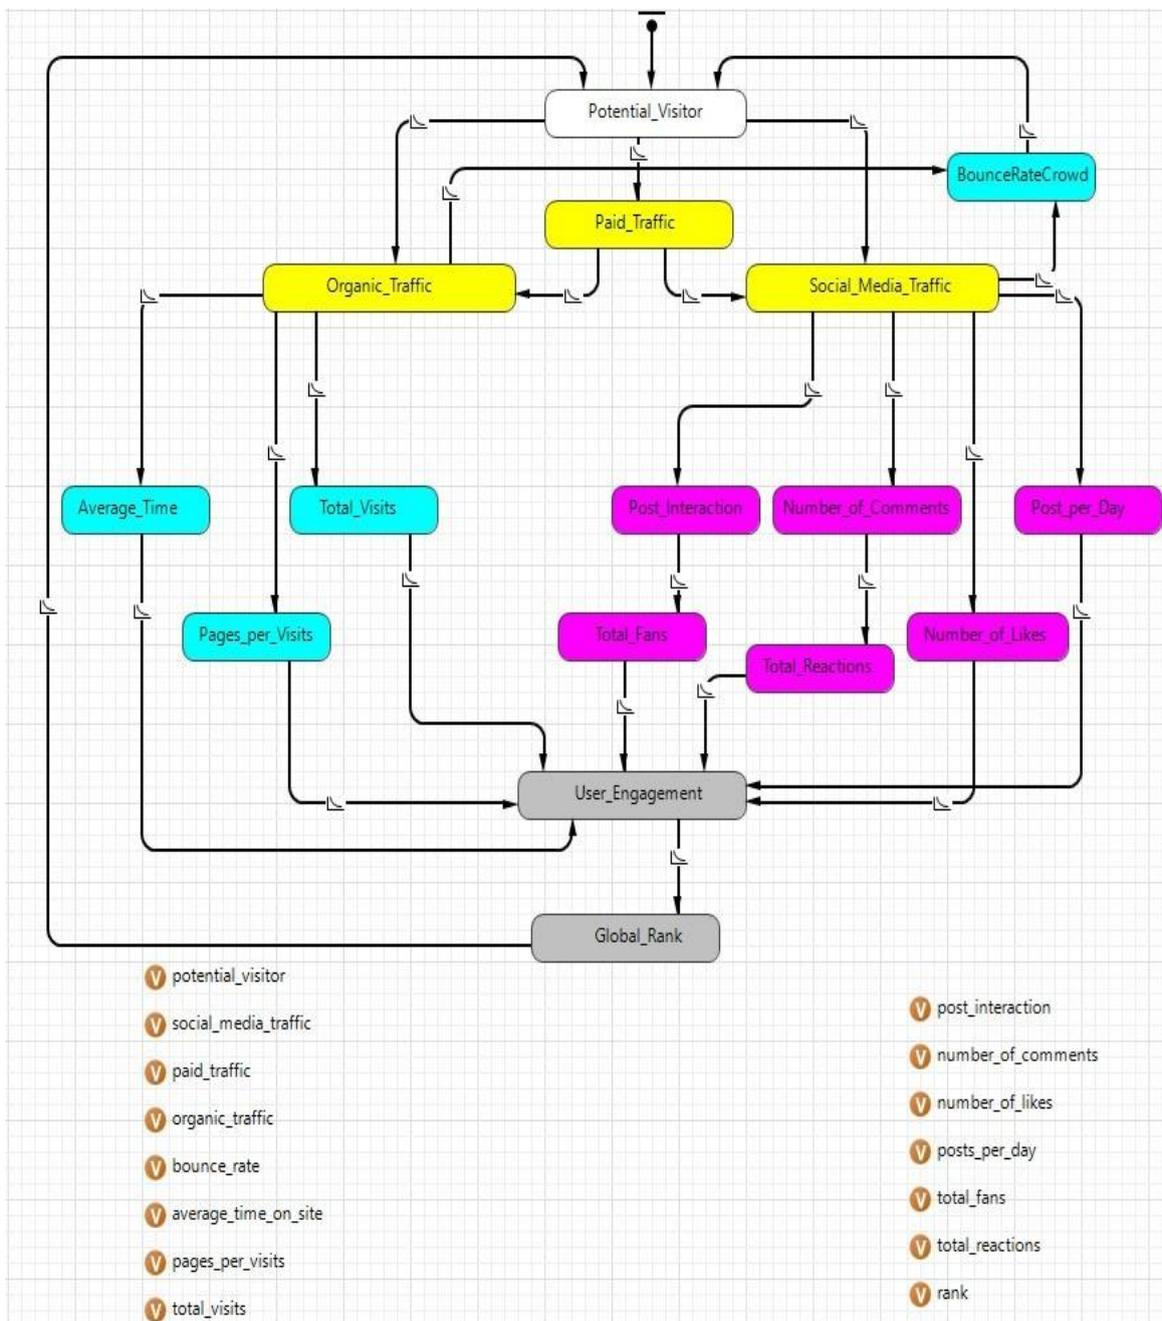 Potential_Visitor
BounceRateCrowd
Paid_Traffic
Organic_Traffic
Social_Media_Traffic
Average_Time
Total_Visits
Post_Interaction
Number_of_Comments
Post_per_Day
Pages_per_Visits
Total_Fans
Number_of_Likes
Total_Reactions
User_Engagement
Global_Rank
V potential_visitor
V social_media_traffic
V paid_traffic
V organic_traffic
V bounce_rate
V average_time_on_site
V pages_per_visits
V total_visits
V post_interaction
V number_of_comments
V number_of_likes
V posts_per_day
V total_fans
V total_reactions
V rank